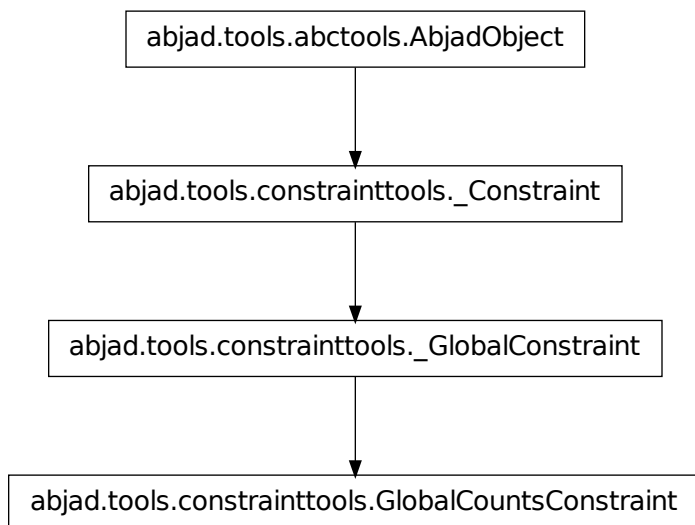 abjad.tools.abctools.AbjadObject
abjad.tools.constrainttools._Constraint
abjad.tools.constrainttools._GlobalConstraint
abjad.tools.constrainttools.GlobalCountsConstraint